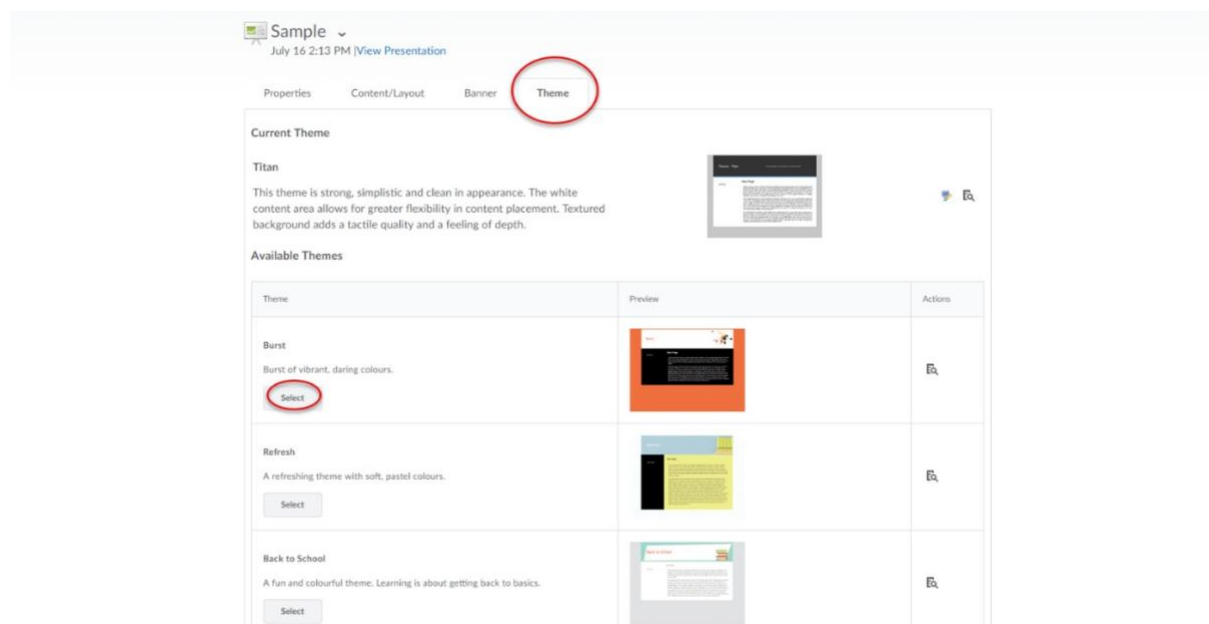 Sample
July 16 2:13 PM |View Presentation
Properties Content/Layout Banner Theme
Current Theme
Titan
This theme is strong, simplistic and clean in appearance. The white
content area allows for greater flexibility in content placement. Textured
background adds a tactile quality and a feeling of depth.
Available Themes
Theme Preview Actions
Burst
Burst of vibrant, daring colours.
Select
Refresh
A refreshing theme with soft, pastel colours.
Select
Back to School
A fun and colourful theme. Learning is about getting back to basics.
Select
Back to School